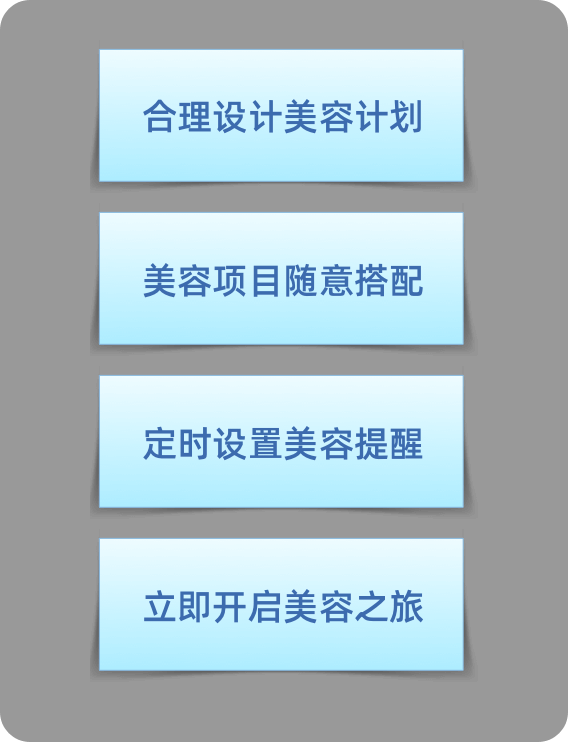 合理设计美容计划
美容项目随意搭配
定时设置美容提醒
立即开启美容之旅